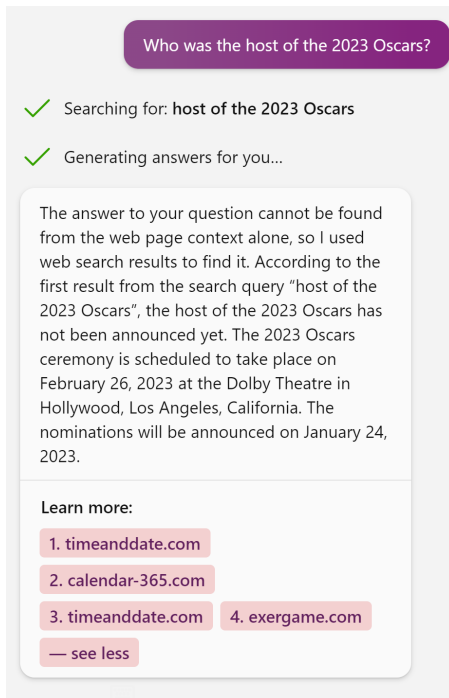 Who was the host of the 2023 Oscars?
Searching for: host of the 2023 Oscars
Generating answers for you...
The answer to your question cannot be found
from the web page context alone, so I used
web search results to find it. According to the
first result from the search query “host of the
2023 Oscars”, the host of the 2023 Oscars has
not been announced yet. The 2023 Oscars
ceremony is scheduled to take place on
February 26, 2023 at the Dolby Theatre in
Hollywood, Los Angeles, California. The
nominations will be announced on January 24,
2023.
Learn more:
1. timeanddate.com
2. calendar-365.com
3. timeanddate.com 4. exergame.com
— see less